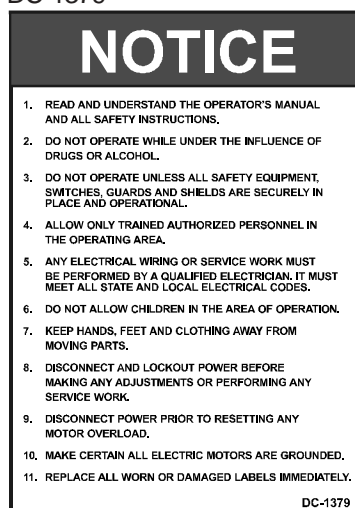 DC-1379
NOTICE
1. READ AND UNDERSTAND THE OPERATOR'S MANUAL
AND ALL SAFETY INSTRUCTIONS.
2. DO NOT OPERATE WHILE UNDER THE INFLUENCE OF
DRUGS OR ALCOHOL.
3. DO NOT OPERATE UNLESS ALL SAFETY EQUIPMENT,
SWITCHES, GUARDS AND SHIELDS ARE SECURELY IN
PLACE AND OPERATIONAL.
4. ALLOW ONLY TRAINED AUTHORIZED PERSONNEL IN
THE OPERATING AREA.
5. ANY ELECTRICAL WIRING OR SERVICE WORK MUST
BE PERFORMED BY A QUALIFIED ELECTRICIAN. IT MUST
MEET ALL STATE AND LOCAL ELECTRICAL CODES.
6. DO NOT ALLOW CHILDREN IN THE AREA OF OPERATION.
7. KEEP HANDS, FEET AND CLOTHING AWAY FROM
MOVING PARTS.
8. DISCONNECT AND LOCKOUT POWER BEFORE
MAKING ANY ADJUSTMENTS OR PERFORMING ANY
SERVICE WORK.
9. DISCONNECT POWER PRIOR TO RESETTING ANY
MOTOR OVERLOAD.
10. MAKE CERTAIN ALL ELECTRIC MOTORS ARE GROUNDED.
11. REPLACE ALL WORN OR DAMAGED LABELS IMMEDIATELY.
DC-1379